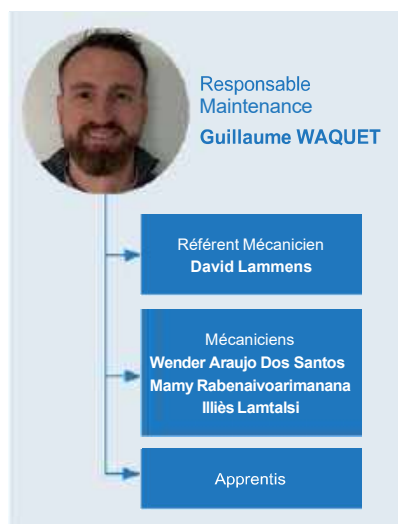 Responsable
Maintenance
Guillaume WAQUET
Référent Mécanicien
David Lammens
Mécaniciens
Wender Araujo Dos Santos
Mamy Rabenaivoarimanana
Illiès Lamtalsi
Apprentis